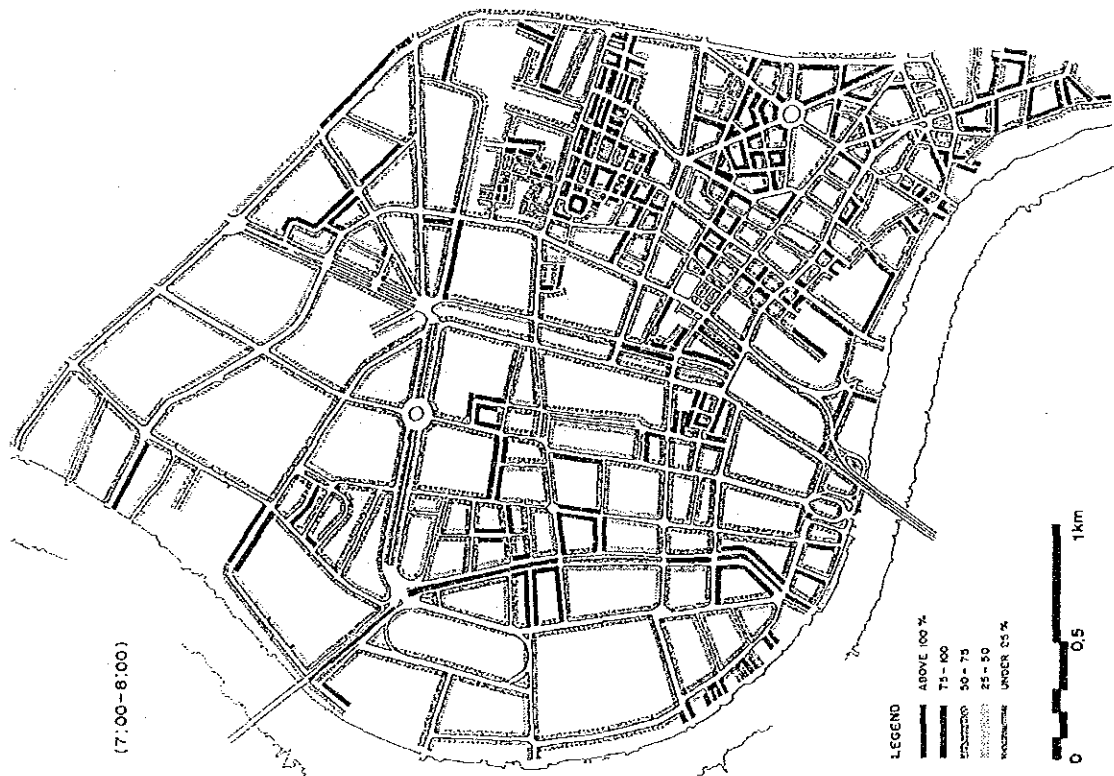 (7:00-8:00)
LEGEND
ABOVE 100 %
75-100
50-75
25-50
UNDER 25 %
0 0,5 1km